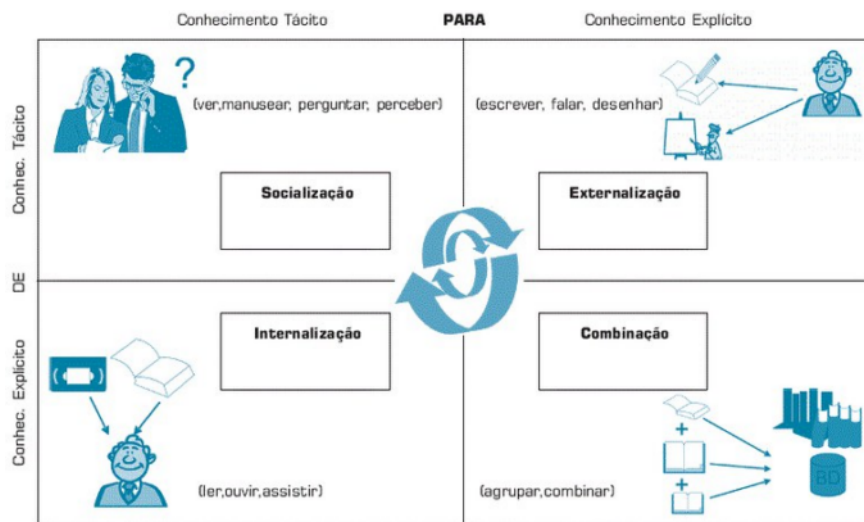 Conhecimento Tácito PARA Conhecimento Explícito
Conhec. Tácito
?
(ver,manusear, perguntar, perceber)
(escrever, falar, desenhar)
Socialização
Externalização
DE
Internalização
Combinação
Conhec. Explícito
+
+
BD
(ler,ouvir,assistir)
(agrupar,combinar)